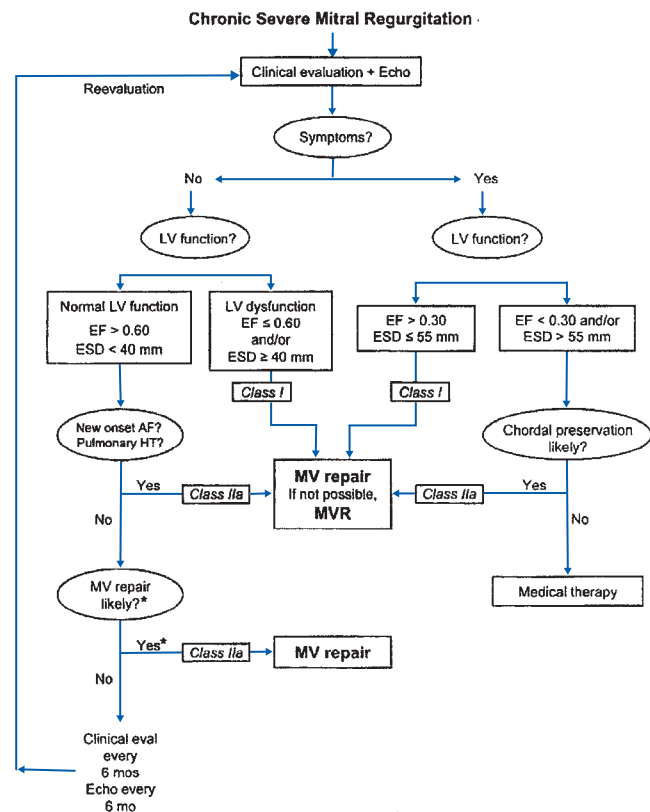 Chronic Severe Mitral Regurgitation
Reevaluation
Clinical evaluation + Echo
Symptoms?
No
Yes
LV function?
LV function?
Normal LV function
EF > 0.60
ESD < 40 mm
LV dysfunction
EF ≤ 0.60
and/or
ESD ≥ 40 mm
EF > 0.30
ESD ≤ 55 mm
EF < 0.30 and/or
ESD > 55 mm
Class I
Class I
New onset AF?
Pulmonary HT?
MV repair
If not possible,
MVR
Chordal preservation
likely?
Yes
Class IIa
Class IIa
Yes
No
No
MV repair
likely?*
Medical therapy
Yes*
Class IIa
MV repair
No
Clinical eval
every
6 mos
Echo every
6 mo